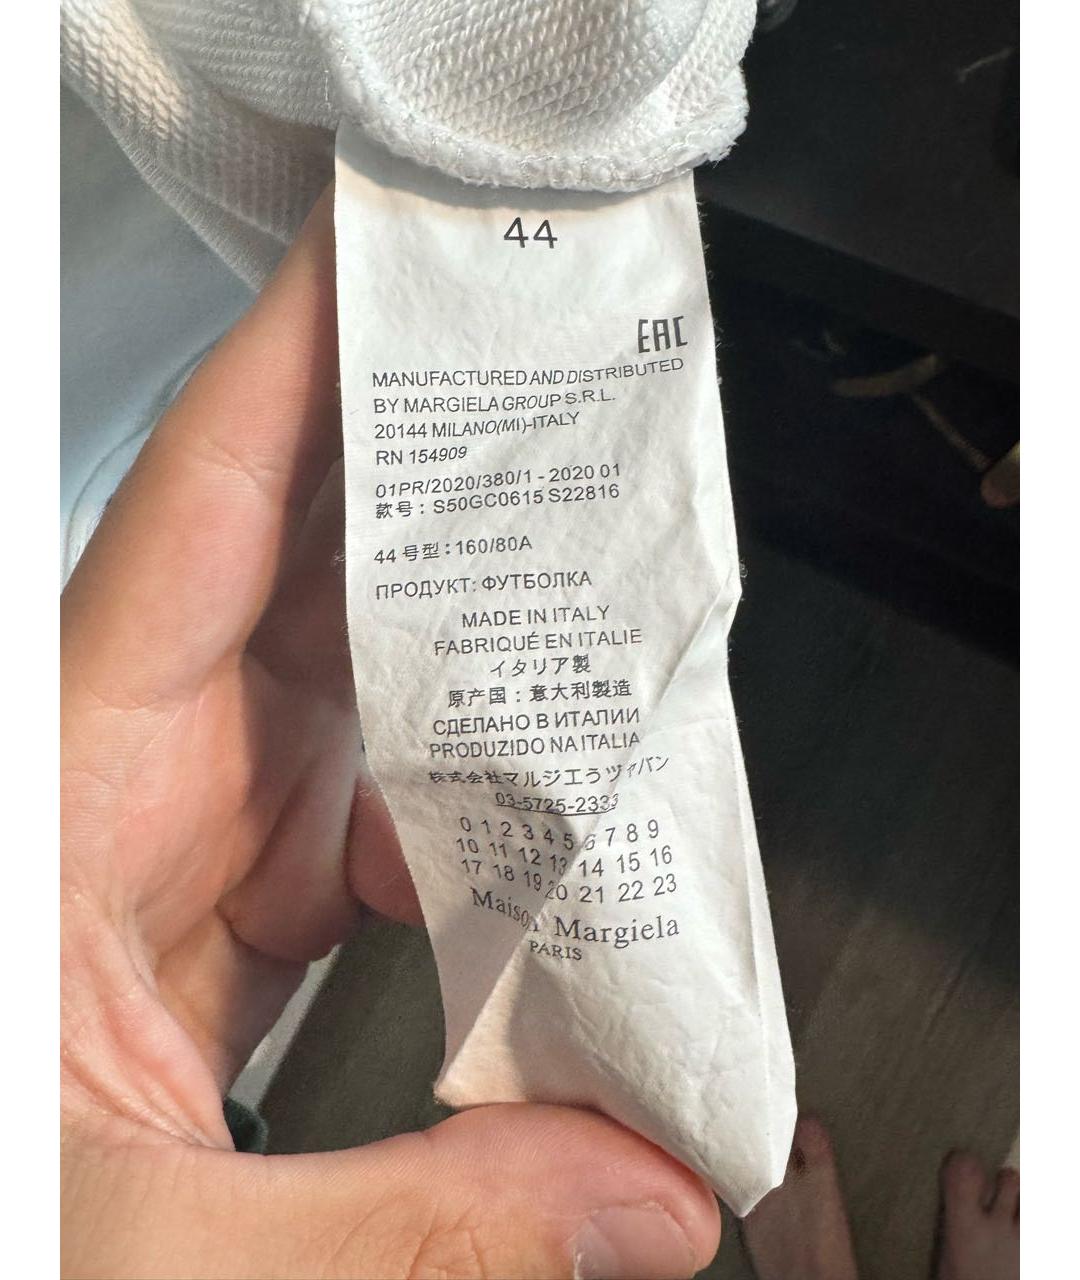 44
EAC
MANUFACTURED AND DISTRIBUTED
BY MARGIELA GROUP S.R.L.
20144 MILANO(MI)-ITALY
RN 154909
01PR/2020/380/1 - 2020 01
款号 : S50GC0615 S22816
44 号型 : 160/80A
ПРОДУКТ: ФУТБОЛКА
MADE IN ITALY
FABRIQUÉ EN ITALIE
イタリア製
原产国 : 意大利製造
СДЕЛАНО В ИТАЛИИ
PRODUZIDO NA ITALIA
株式会社マルジエラジャパン
03-5725-2333
0 1 2 3 4 5 6 7 8 9
10 11 12 13 14 15 16
17 18 19 20 21 22 23
Maison Margiela
PARIS